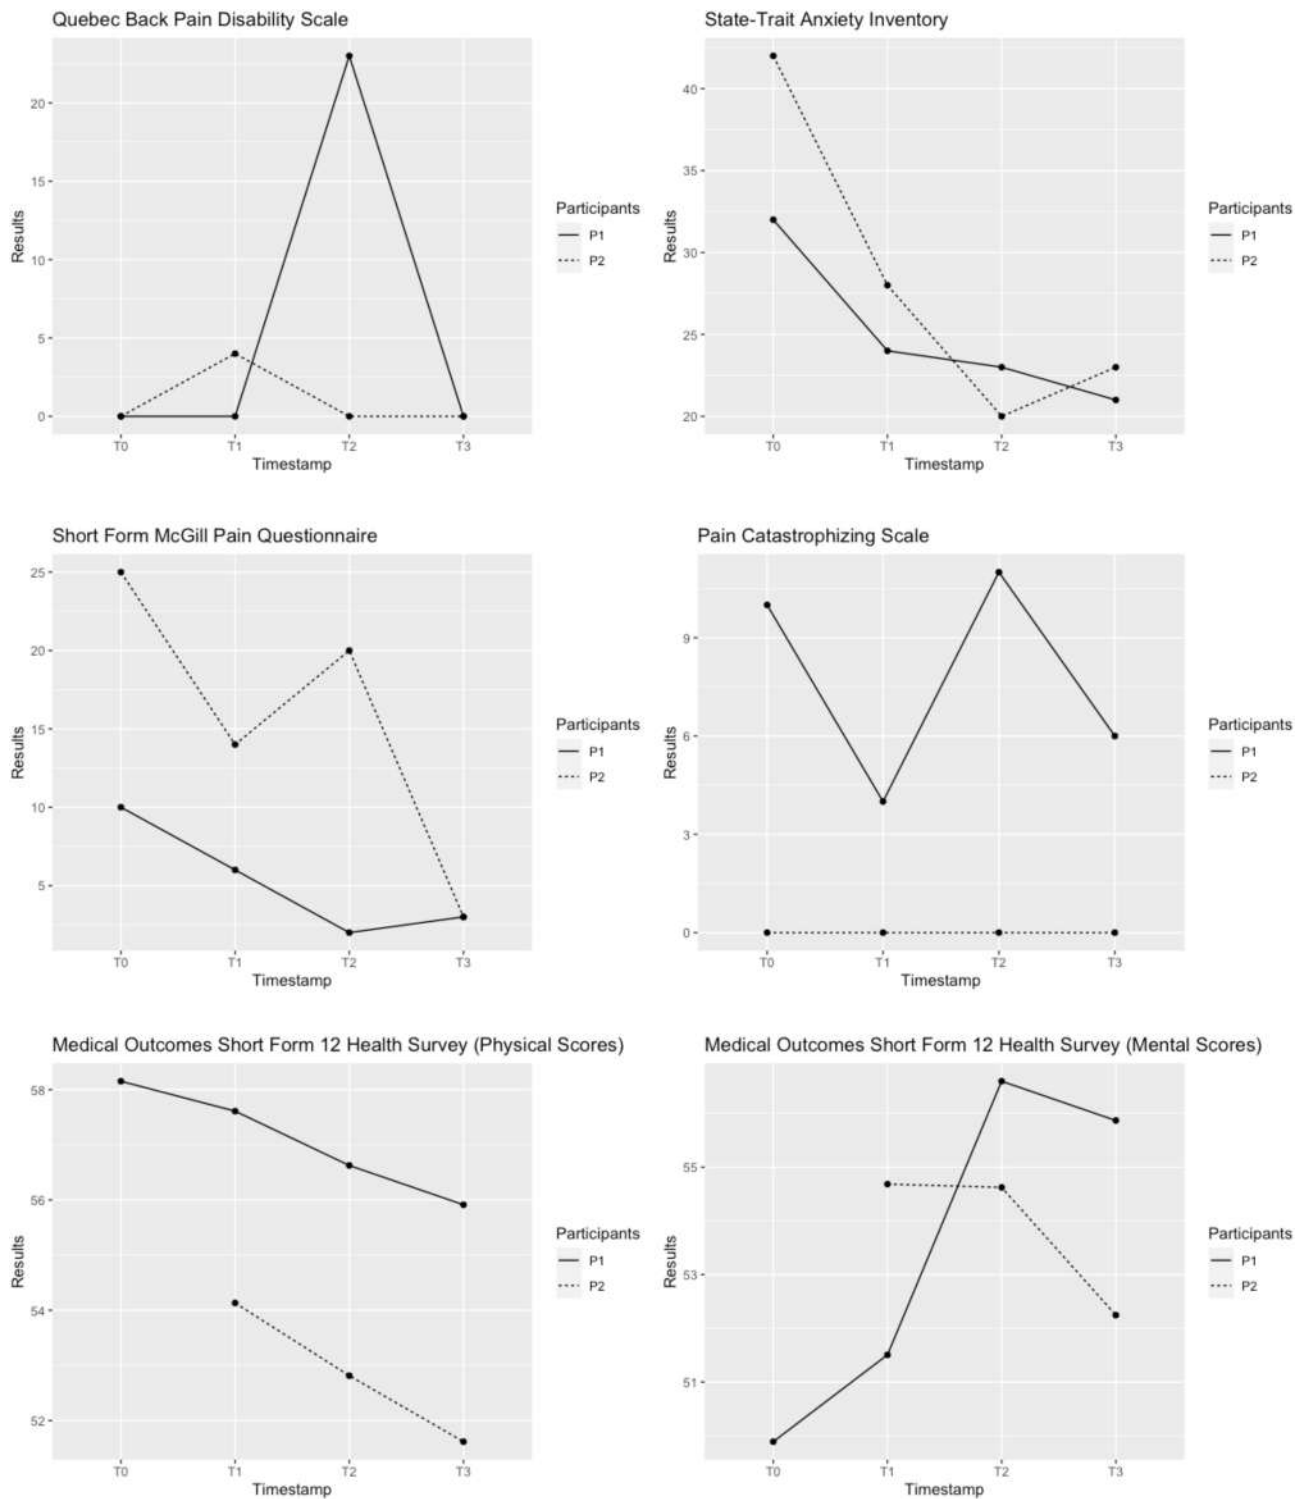 Quebec Back Pain Disability Scale
Results
20
15
10
5
0
T0 T1 T2 T3
Timestamp
Participants
P1
P2
State-Trait Anxiety Inventory
Results
40
35
30
25
20
T0 T1 T2 T3
Timestamp
Participants
P1
P2
Short Form McGill Pain Questionnaire
Results
25
20
15
10
5
T0 T1 T2 T3
Timestamp
Participants
P1
P2
Pain Catastrophizing Scale
Results
9
6
3
0
T0 T1 T2 T3
Timestamp
Participants
P1
P2
Medical Outcomes Short Form 12 Health Survey (Physical Scores)
Results
58
56
54
52
T0 T1 T2 T3
Timestamp
Participants
P1
P2
Medical Outcomes Short Form 12 Health Survey (Mental Scores)
Results
55
53
51
T0 T1 T2 T3
Timestamp
Participants
P1
P2